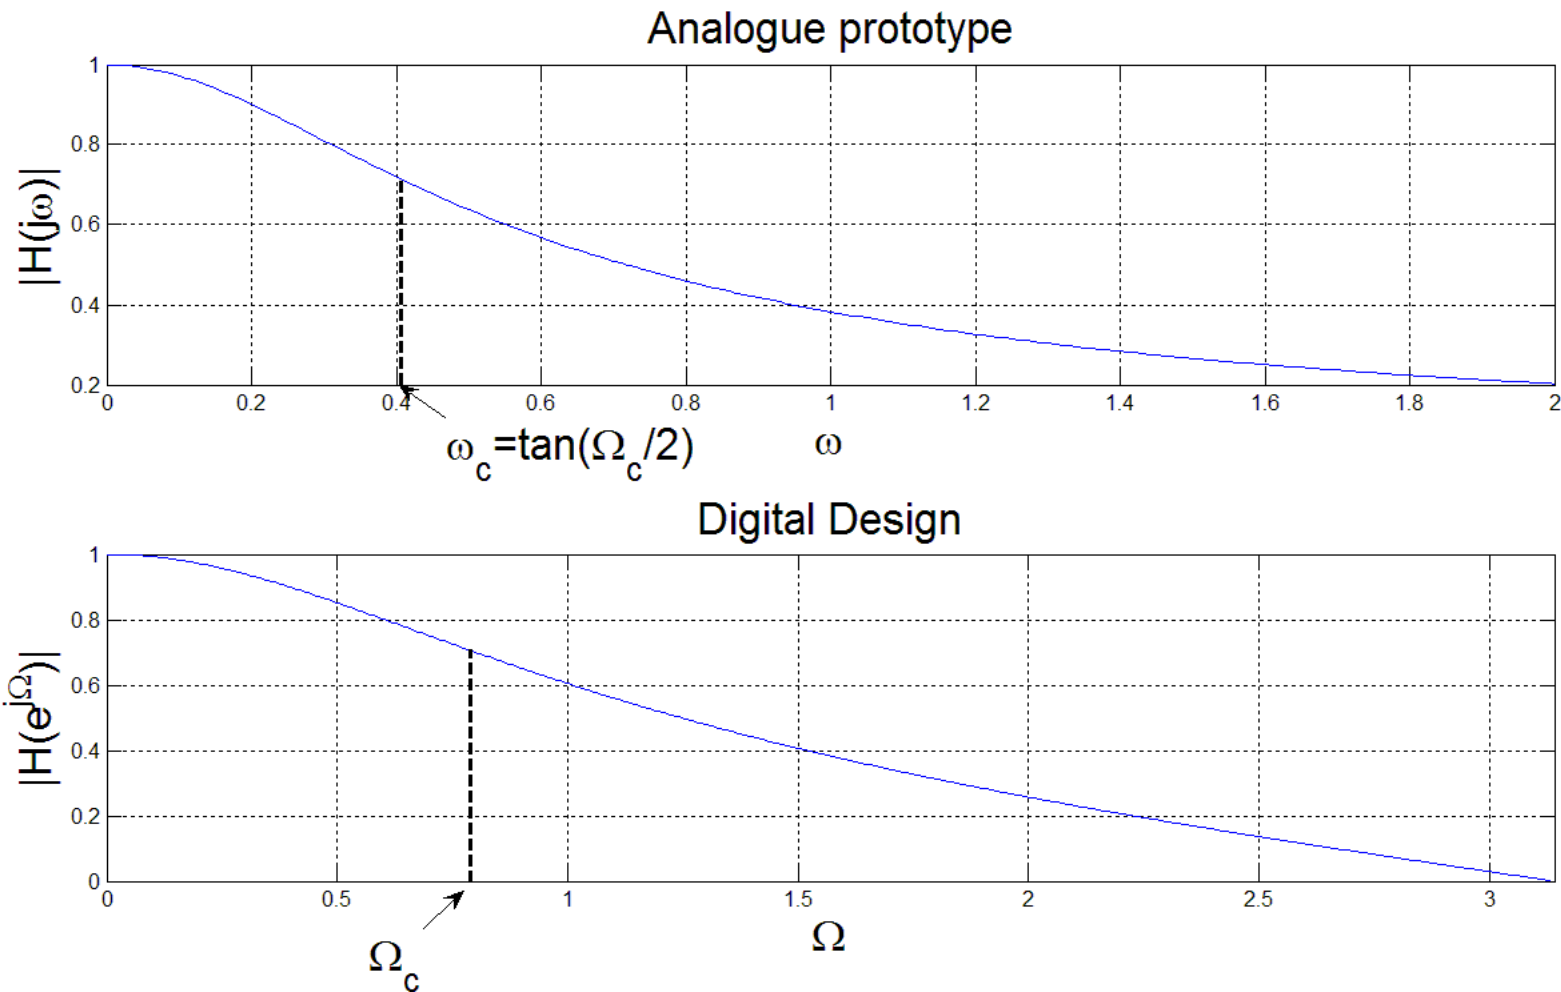 Analogue prototype
1
0.8
0.6
0.4
0.2
|H(jω)|
0 0.2 0.4 0.6 0.8 1 1.2 1.4 1.6 1.8 2
ω_c=tan(Ω_c/2)
ω
Digital Design
1
0.8
0.6
0.4
0.2
0
|H(e^jΩ)|
0 0.5 1 1.5 2 2.5 3
Ω_c
Ω